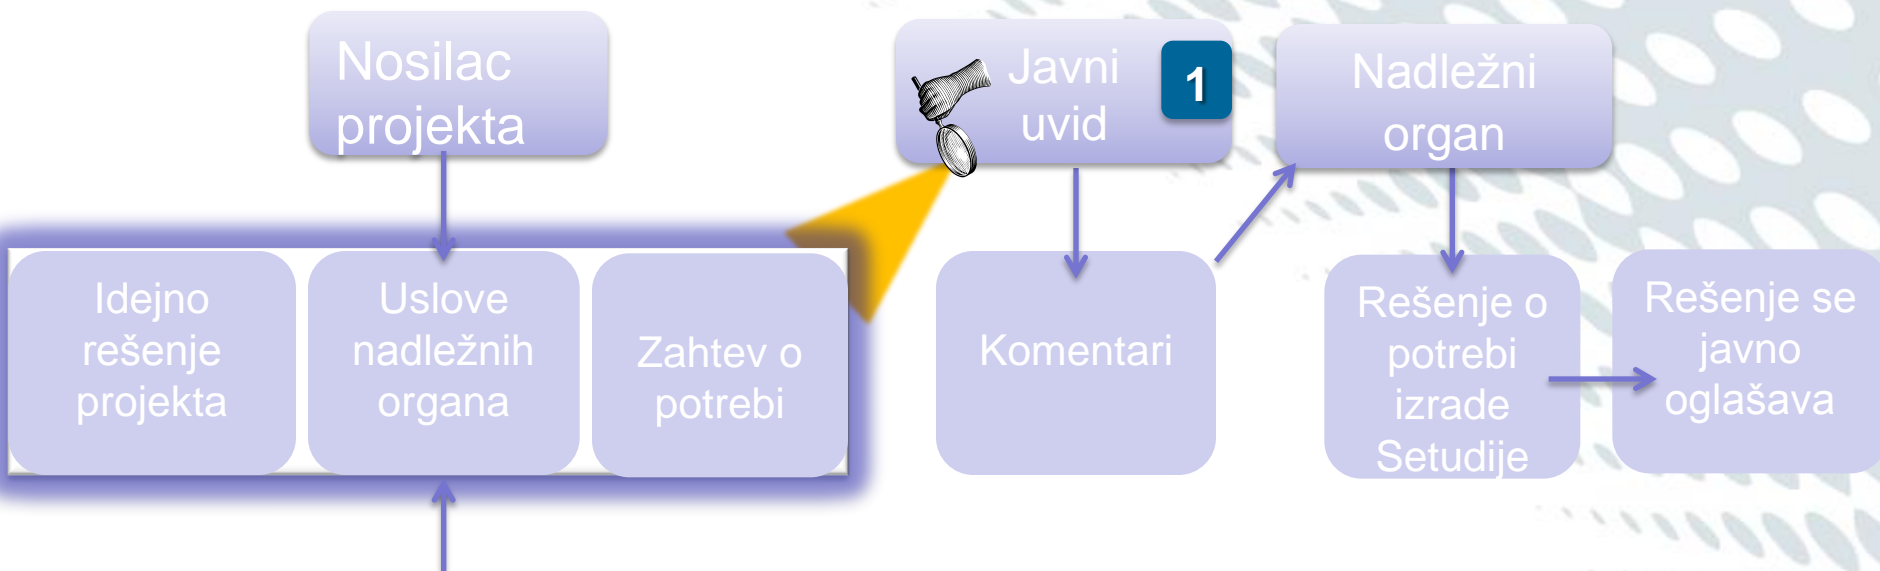 Nosilac
projekta
Javni
uvid
1
Nadležni
organ
Idejno
rešenje
projekta
Uslove
nadležnih
organa
Zahtev o
potrebi
Komentari
Rešenje o
potrebi
izrade
Setudije
Rešenje se
javno
oglašava